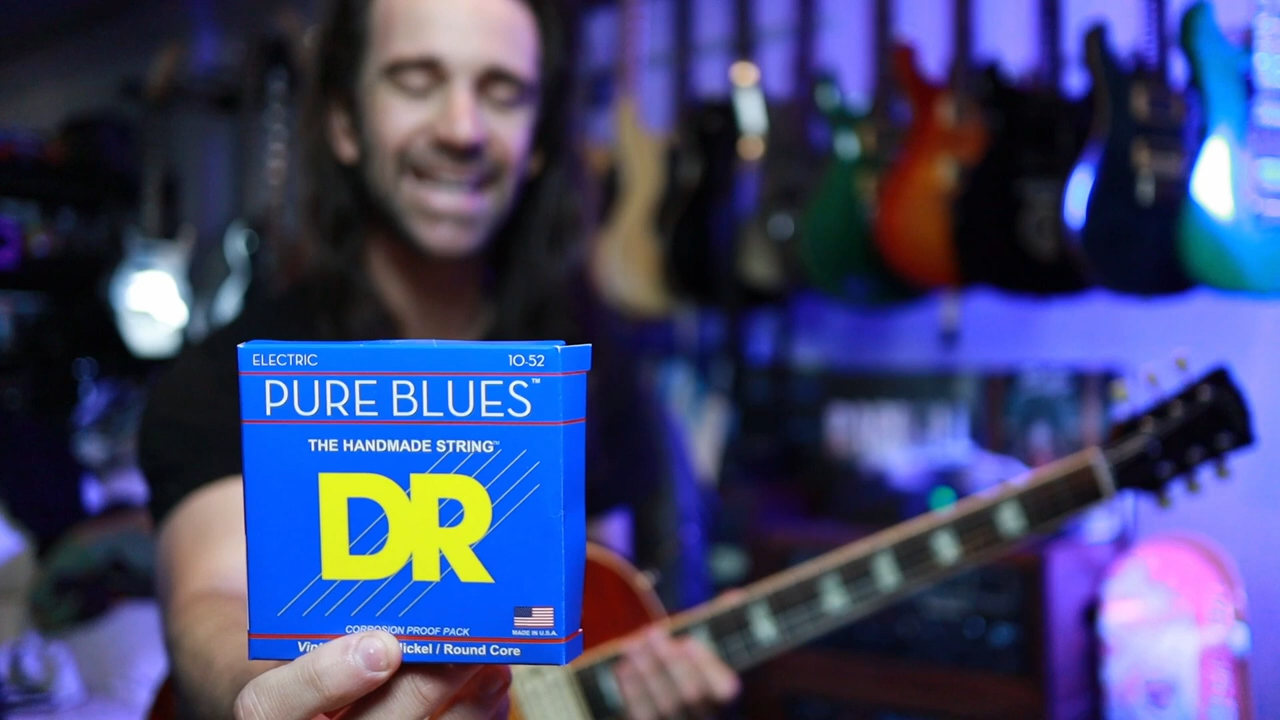 ELECTRIC 10-52
PURE BLUES™
THE HANDMADE STRING™
DR
CORROSION PROOF PACK
MADE IN U.S.A.
Nickel / Round Core